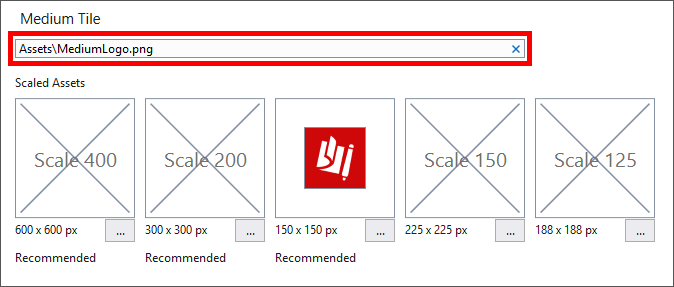 Medium Tile
Assets\MediumLogo.png ×
Scaled Assets
Scale 400 Scale 200 Scale 150 Scale 125
600 x 600 px ... 300 x 300 px ... 150 x 150 px ... 225 x 225 px ... 188 x 188 px ...
Recommended Recommended Recommended